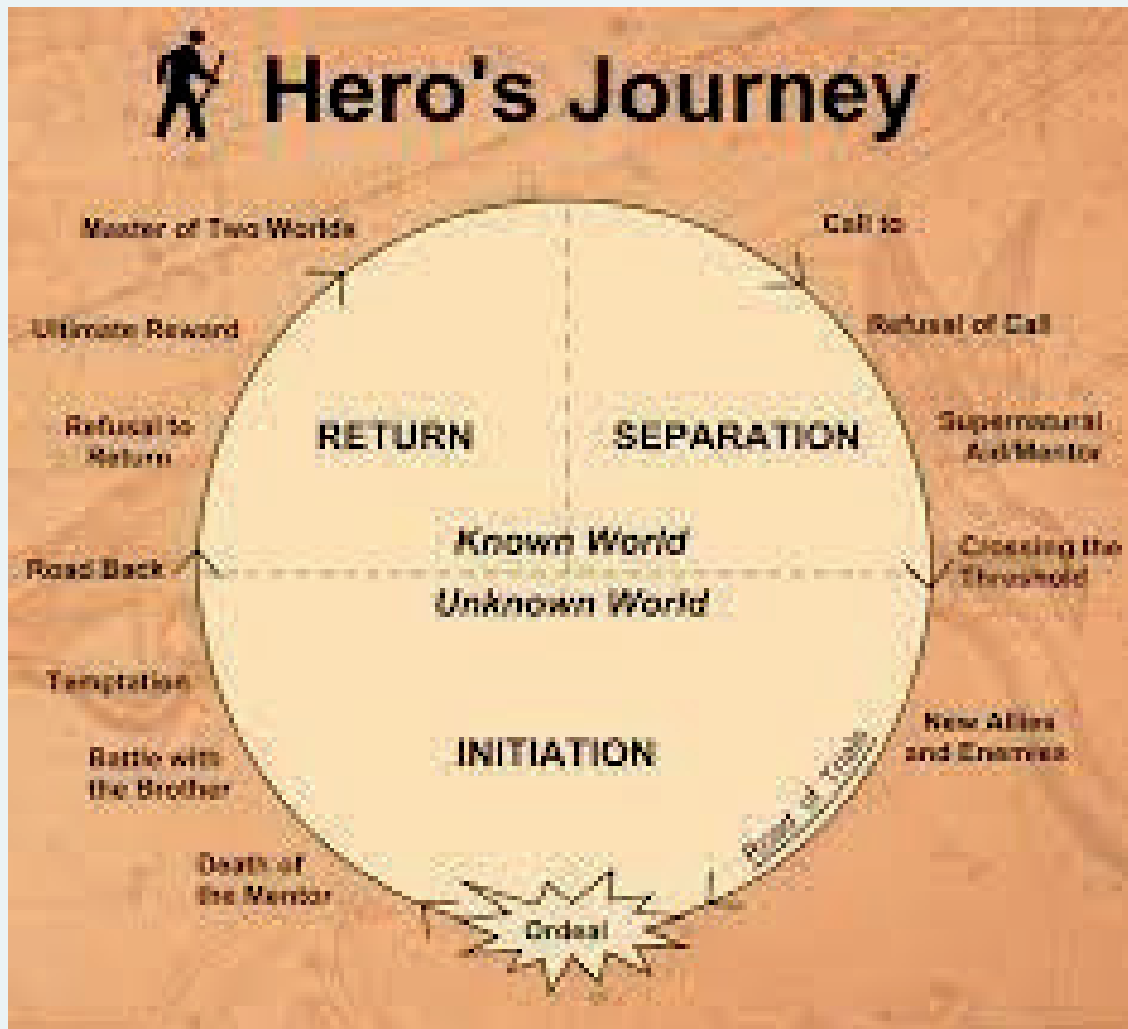 Hero's Journey
Master of Two Worlds
Call to
Ultimate Reward
Refusal of Call
Refusal to
Return
RETURN
SEPARATION
Supernatural
Aid/Mentor
Known World
Road Back
Crossing the
Threshold
Unknown World
Temptation
New Allies
and Enemies
Battle with
the Brother
INITIATION
Road of Trials
Death of
the Mentor
Ordeal